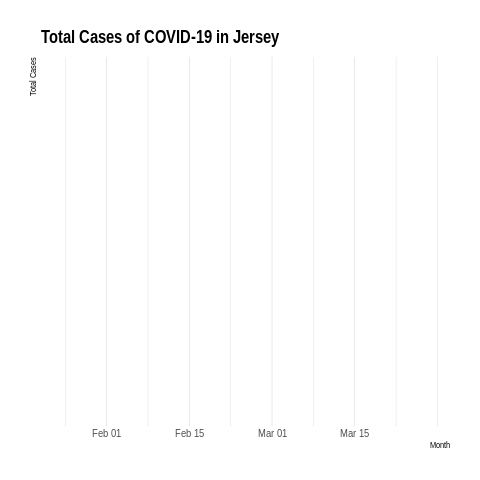 Total Cases of COVID-19 in Jersey
Total Cases
Feb 01 Feb 15 Mar 01 Mar 15
Month